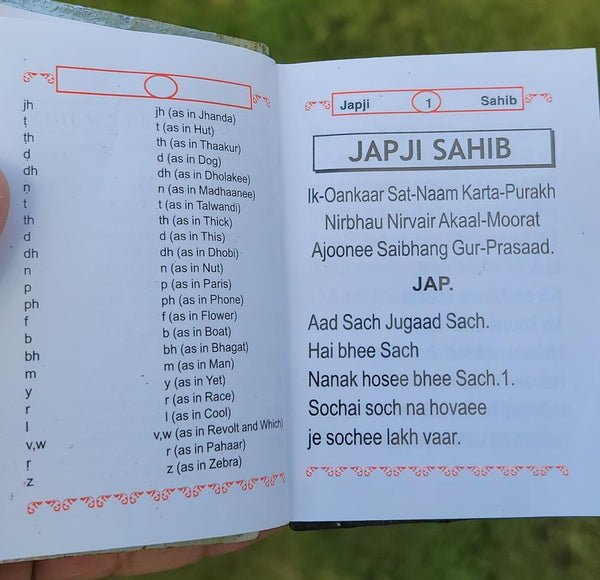 jh jh (as in Jhanda)
ṭ t (as in Hut)
th th (as in Thaakur)
ḍ d (as in Dog)
dh dh (as in Dholakee)
ṇ n (as in Madhaanee)
t t (as in Talwandi)
th th (as in Thick)
d d (as in This)
dh dh (as in Dhobi)
n n (as in Nut)
p p (as in Paris)
ph ph (as in Phone)
f f (as in Flower)
b b (as in Boat)
bh bh (as in Bhagat)
m m (as in Man)
y y (as in Yet)
r r (as in Race)
l l (as in Cool)
v,w v,w (as in Revolt and Which)
ṛ r (as in Pahaar)
z z (as in Zebra)
Japji 1 Sahib
JAPJI SAHIB
Ik-Oankaar Sat-Naam Karta-Purakh
Nirbhau Nirvair Akaal-Moorat
Ajoonee Saibhang Gur-Prasaad.
JAP.
Aad Sach Jugaad Sach.
Hai bhee Sach
Nanak hosee bhee Sach.1.
Sochai soch na hovaee
je sochee lakh vaar.